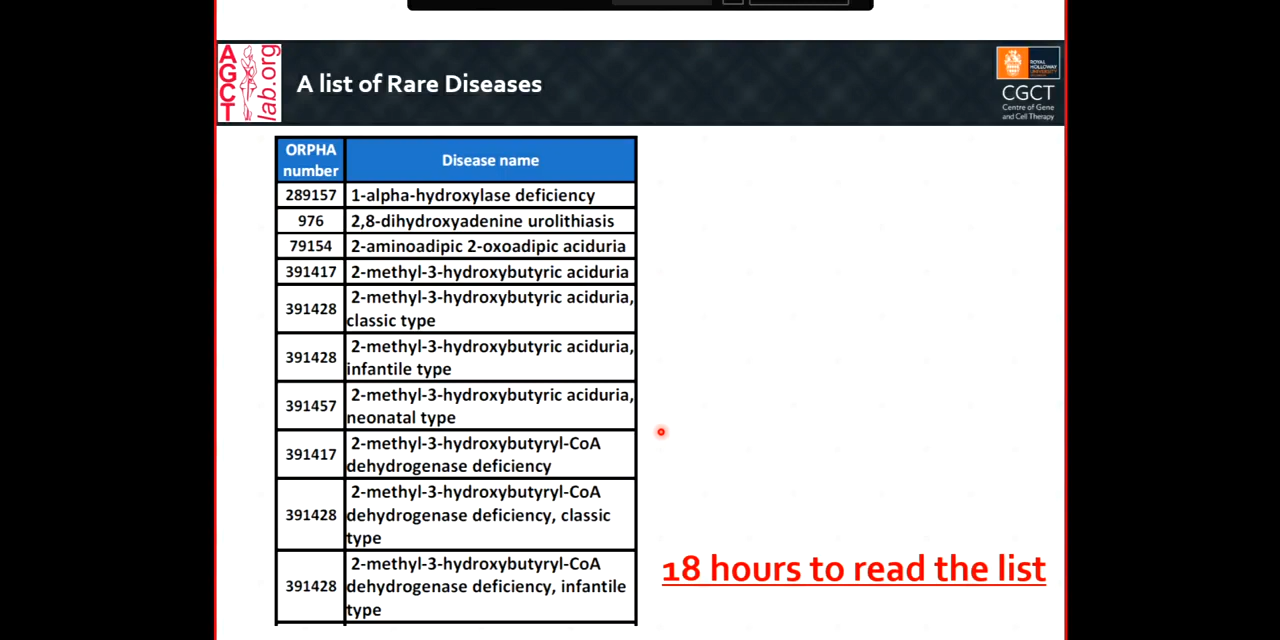 AGCT
lab.org
A list of Rare Diseases
ROYAL
HOLLOWAY
UNIVERSITY
CGCT
Centre of Gene
and Cell Therapy
ORPHA
number
Disease name
289157 1-alpha-hydroxylase deficiency
976 2,8-dihydroxyadenine urolithiasis
79154 2-aminoadipic 2-oxoadipic aciduria
391417 2-methyl-3-hydroxybutyric aciduria
391428 2-methyl-3-hydroxybutyric aciduria,
classic type
391428 2-methyl-3-hydroxybutyric aciduria,
infantile type
391457 2-methyl-3-hydroxybutyric aciduria,
neonatal type
391417 2-methyl-3-hydroxybutyryl-CoA
dehydrogenase deficiency
391428 2-methyl-3-hydroxybutyryl-CoA
dehydrogenase deficiency, classic
type
391428 2-methyl-3-hydroxybutyryl-CoA
dehydrogenase deficiency, infantile
type
18 hours to read the list